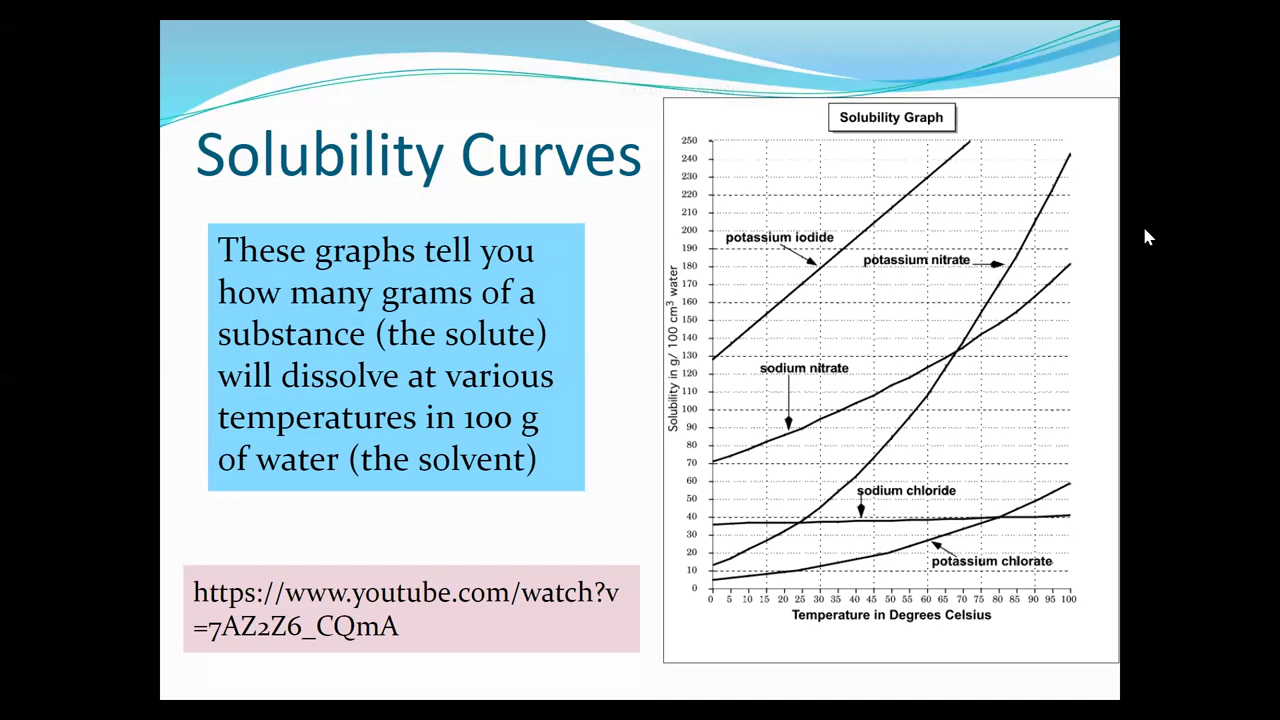 Solubility Curves
These graphs tell you
how many grams of a
substance (the solute)
will dissolve at various
temperatures in 100 g
of water (the solvent)
https://www.youtube.com/watch?v
=7AZ2Z6_CQmA
Solubility Graph
Solubility in g/ 100 cm³ water
250
240
230
220
210
200
190
180
170
160
150
140
130
120
110
100
90
80
70
60
50
40
30
20
10
0
potassium iodide
potassium nitrate
sodium nitrate
sodium chloride
potassium chlorate
0 5 10 15 20 25 30 35 40 45 50 55 60 65 70 75 80 85 90 95 100
Temperature in Degrees Celsius